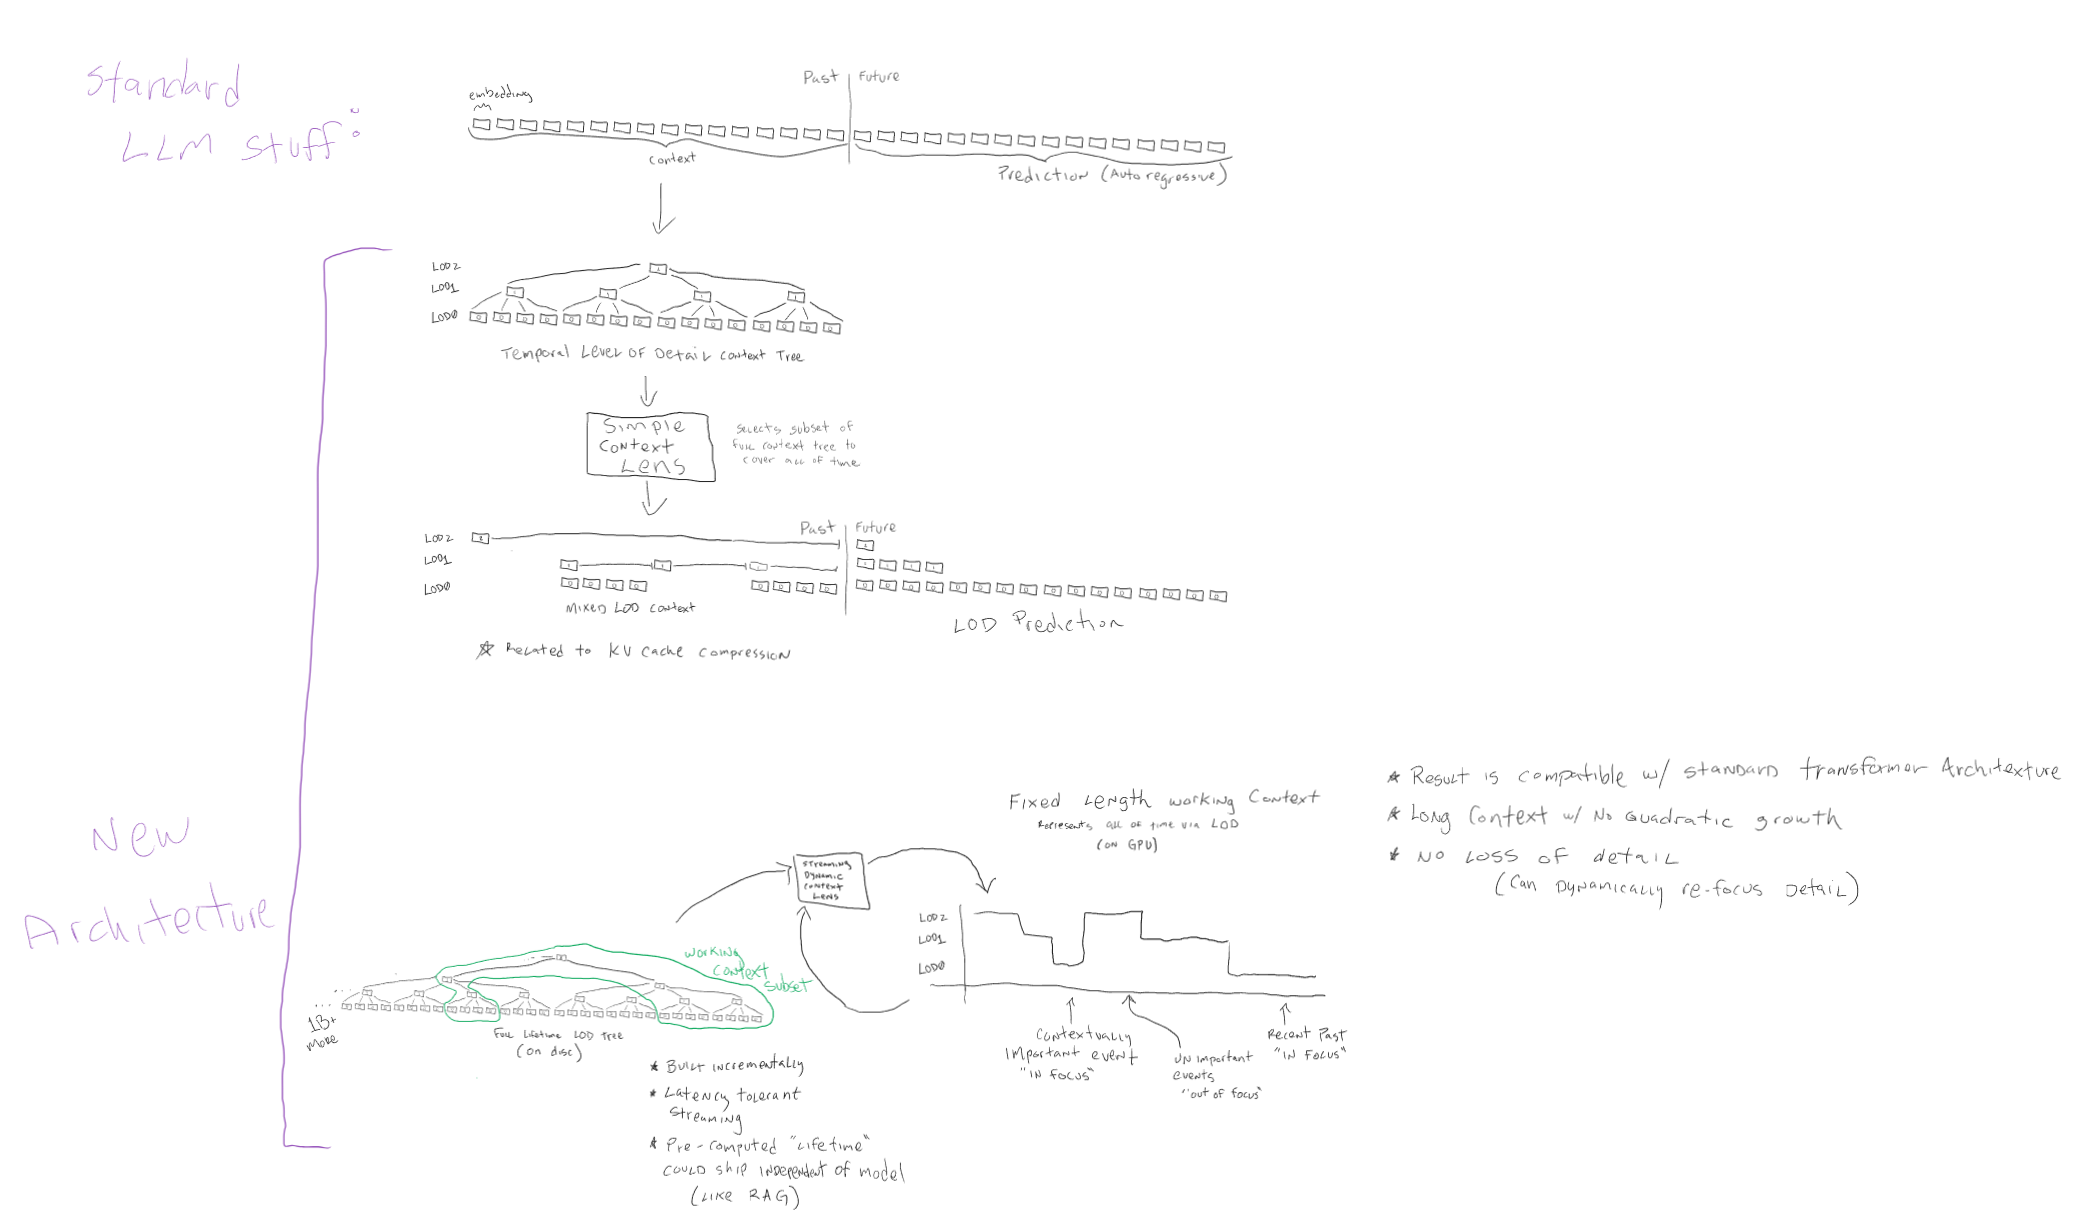 Standard
LLM Stuff:
Past | Future
embedding
Context
Prediction (Autoregressive)
LOD2
LOD1
LOD0
Temporal Level of Detail Context Tree
Simple
Context
Lens
Selects subset of
full context tree to
cover all of time
Past | Future
LOD2
LOD1
LOD0
Mixed LOD Context
LOD Prediction
* Related to KV Cache Compression
New
Architecture
* Result is compatible w/ standard transformer Architexture
* Long Context w/ No Quadratic growth
* No Loss of detail
(Can Dynamically re-focus Detail)
Fixed Length Working Context
Represents all of time via LOD
(on GPU)
Streaming
Dynamic
Context
Lens
LOD2
LOD1
LOD0
Working
Context
Subset
... 
1B+
More
Full Lifetime LOD Tree
(on disc)
Contextually
Important event
"IN Focus"
UN important
events
"out of focus"
Recent Past
"IN Focus"
* Built incrementally
* Latency tolerant
Streaming
* Pre-computed "Lifetime"
could ship independent of model
(Like RAG)